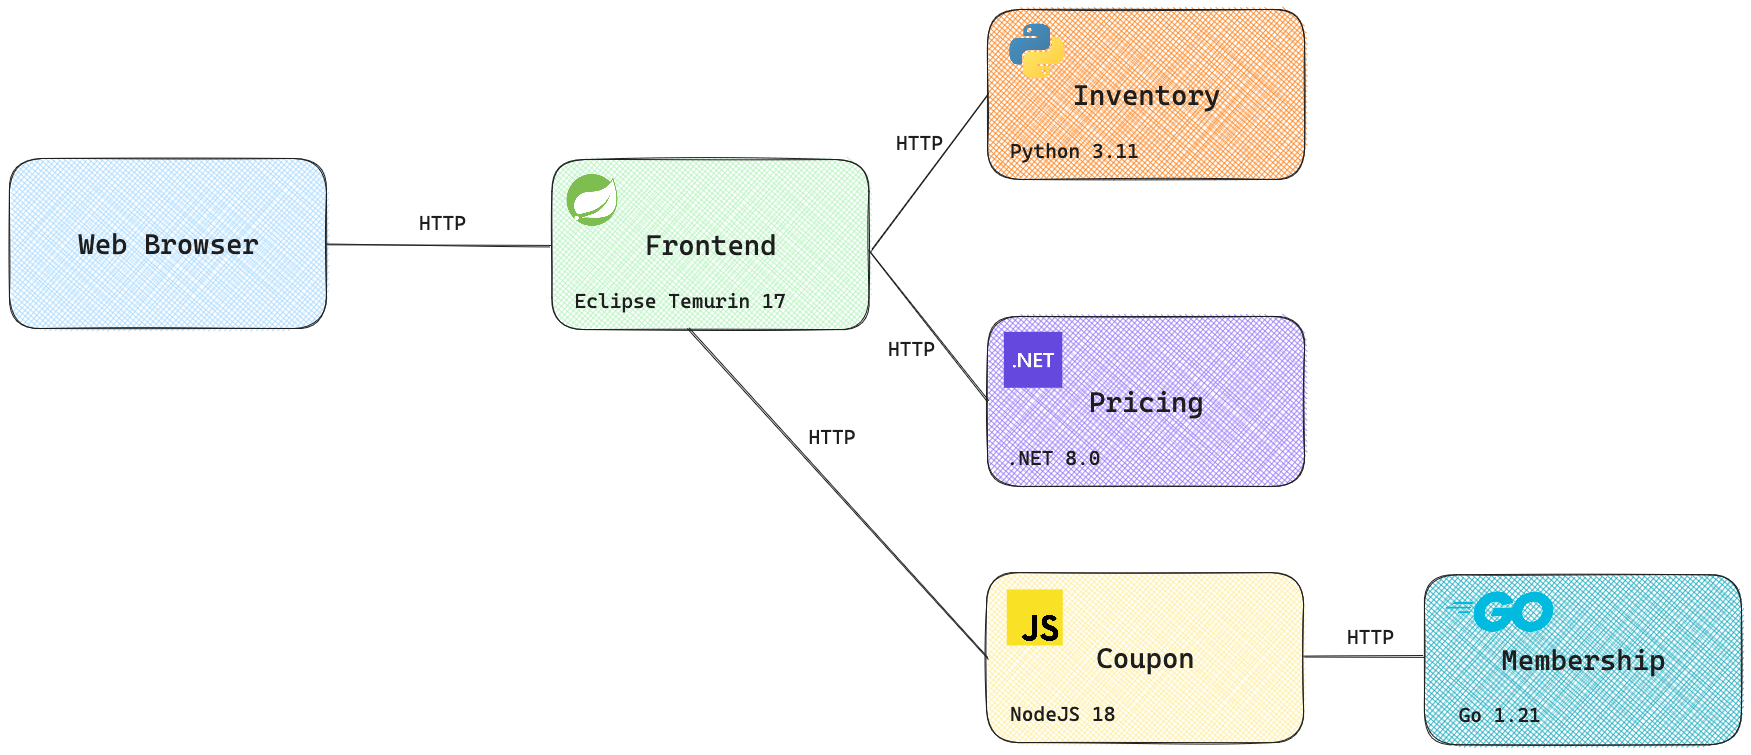 Web Browser
HTTP
Frontend
Eclipse Temurin 17
HTTP
Inventory
Python 3.11
HTTP
.NET
Pricing
.NET 8.0
HTTP
JS
Coupon
NodeJS 18
HTTP
GO
Membership
Go 1.21